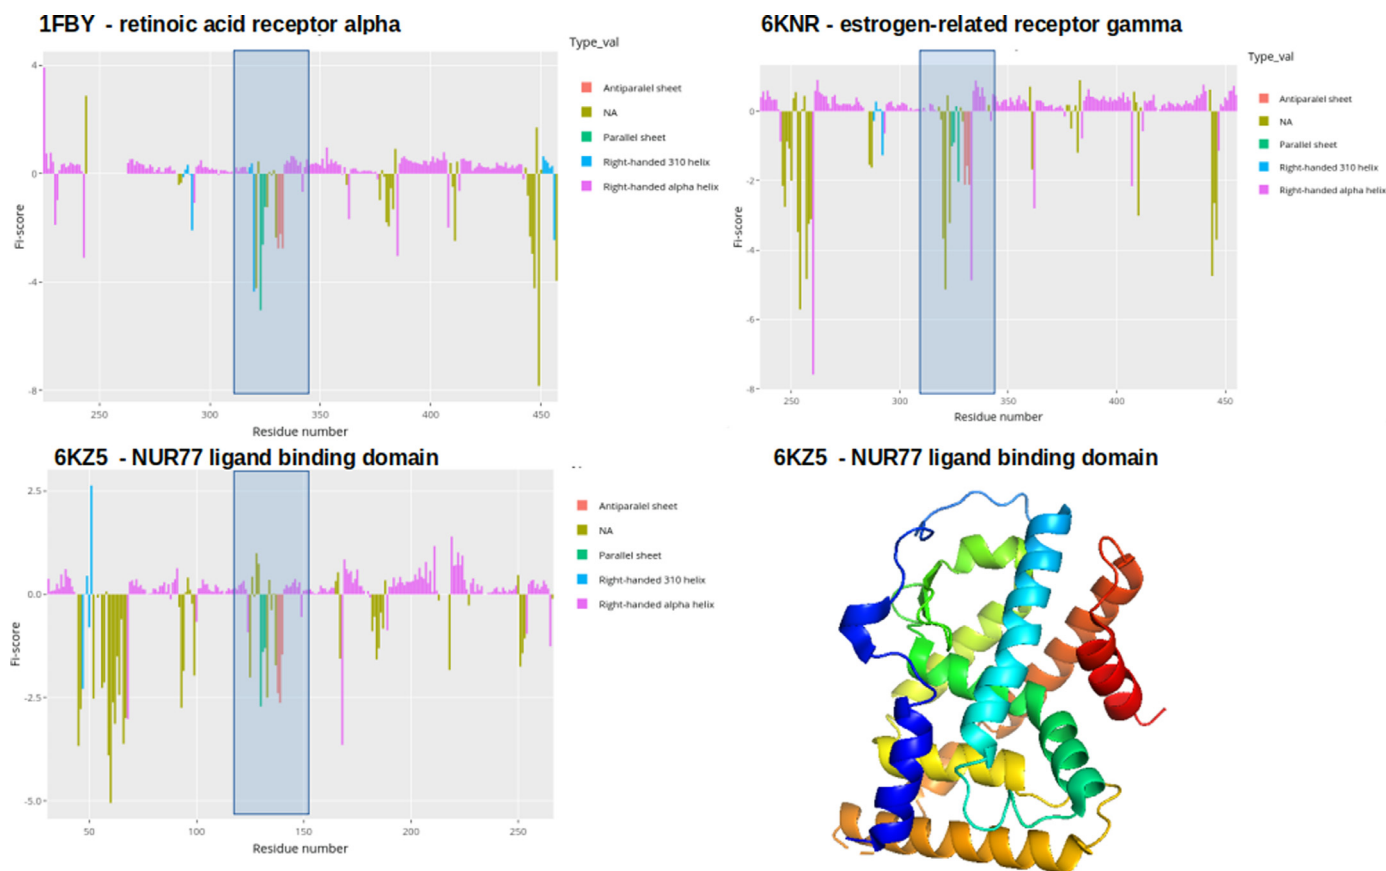 1FBY - retinoic acid receptor alpha
Type_val
Antiparalel sheet
NA
Parallel sheet
Right-handed 310 helix
Right-handed alpha helix
Fi-score
4
0
-4
-8
250
300
350
400
450
Residue number
6KNR - estrogen-related receptor gamma
Type_val
Antiparalel sheet
NA
Parallel sheet
Right-handed 310 helix
Right-handed alpha helix
Fi-score
0
-2
-4
-6
-8
250
300
350
400
450
Residue number
6KZ5 - NUR77 ligand binding domain
Antiparalel sheet
NA
Parallel sheet
Right-handed 310 helix
Right-handed alpha helix
Fi-score
2.5
0.0
-2.5
-5.0
50
100
150
200
250
Residue number
6KZ5 - NUR77 ligand binding domain